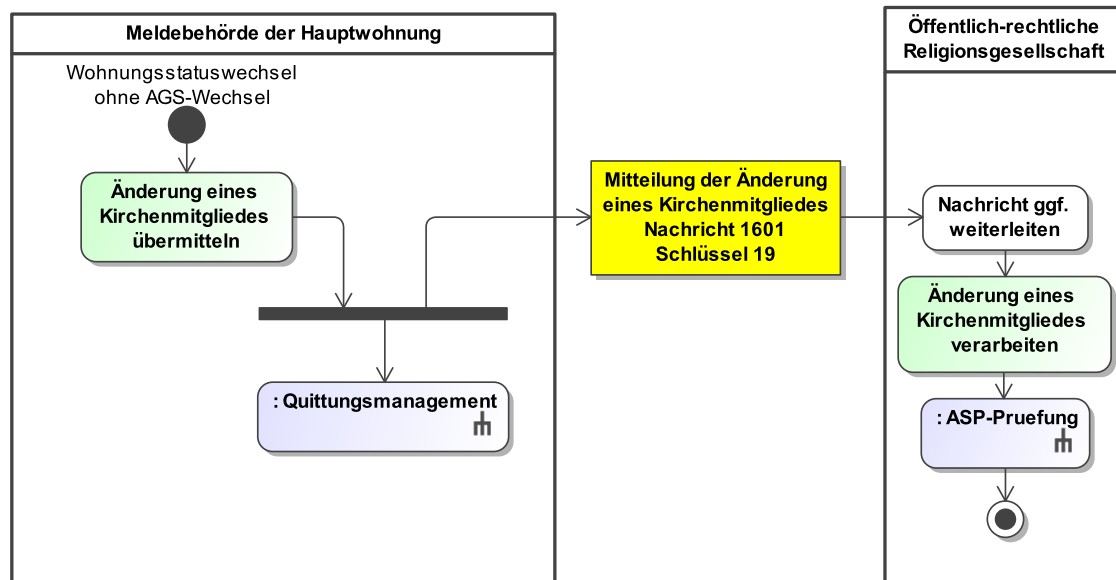 Meldebehörde der Hauptwohnung
Wohnungsstatuswechsel
ohne AGS-Wechsel
Änderung eines
Kirchenmitgliedes
übermitteln
: Quittungsmanagement
Mitteilung der Änderung
eines Kirchenmitgliedes
Nachricht 1601
Schlüssel 19
Öffentlich-rechtliche
Religionsgesellschaft
Nachricht ggf.
weiterleiten
Änderung eines
Kirchenmitgliedes
verarbeiten
: ASP-Pruefung